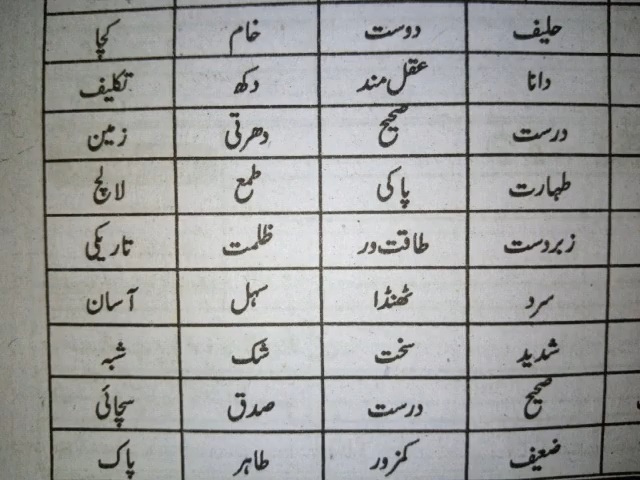 حلیف دوست خام کچا
دانا عقل مند دکھ تکلیف
درست صحیح دھرتی زمین
طہارت پاکی طمع لالچ
زبردست طاقت ور ظلمت تاریکی
سرد ٹھنڈا سہل آسان
شدید سخت شک شبہ
صحیح درست صدق سچائی
ضعیف کمزور طاہر پاک